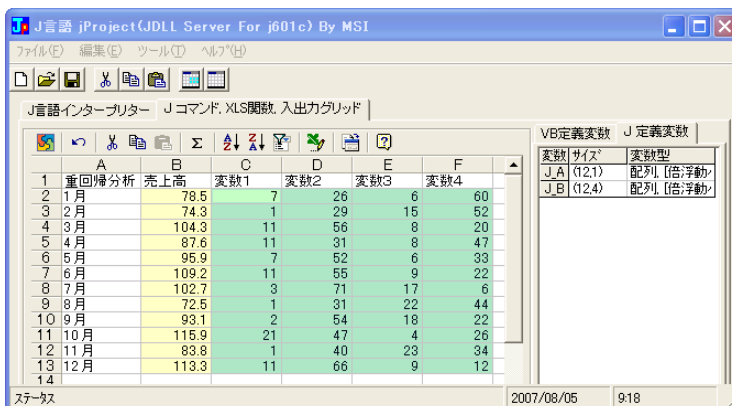 J言語 jProject(JDLL Server For j601c) By MSI
ファイル(F) 編集(E) ツール(T) ヘルプ(H)
J言語インタープリター Jコマンド, XLS関数, 入出力グリッド
VB定義変数 J 定義変数
変数 サイズ 変数型
J_A (12,1) 配列, [倍浮動
J_B (12,4) 配列, [倍浮動
A B C D E F
1 重回帰分析 売上高 変数1 変数2 変数3 変数4
2 1月 78.5 7 26 6 60
3 2月 74.3 1 29 15 52
4 3月 104.3 11 56 8 20
5 4月 87.6 11 31 8 47
6 5月 95.9 7 52 6 33
7 6月 109.2 11 55 9 22
8 7月 102.7 3 71 17 6
9 8月 72.5 1 31 22 44
10 9月 93.1 2 54 18 22
11 10月 115.9 21 47 4 26
12 11月 83.8 1 40 23 34
13 12月 113.3 11 66 9 12
14
ステータス 2007/08/05 9:18